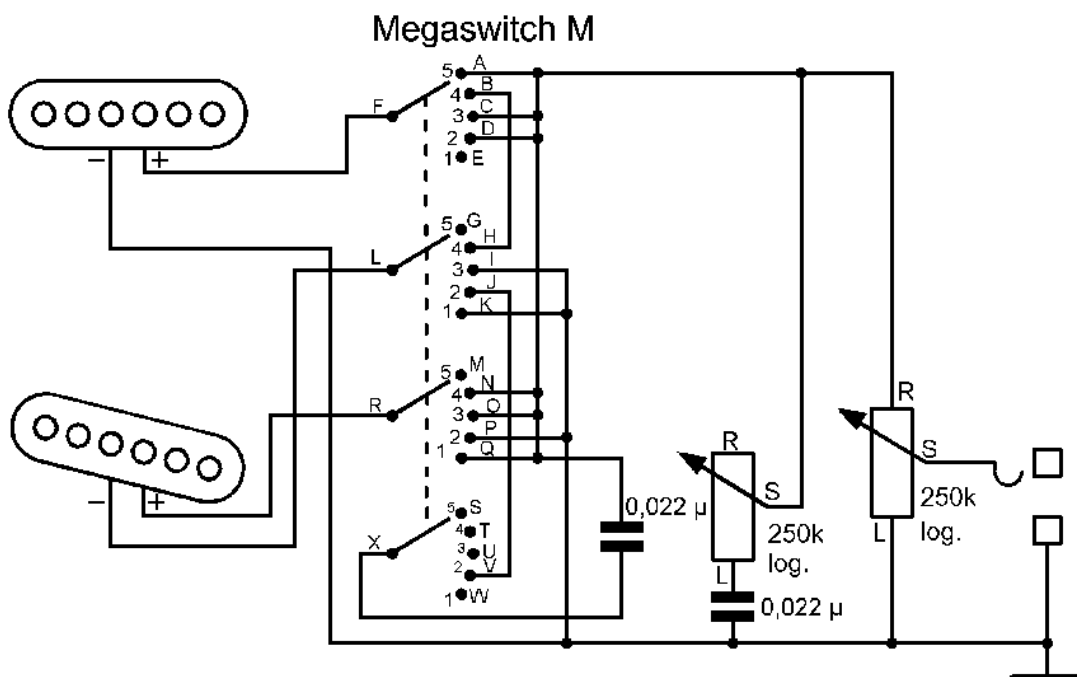 Megaswitch M
5 A
4 B
F
3 C
2 D
1 E
− +
5 G
4 H
L
3 I
2 J
1 K
5 M
4 N
R
3 O
2 P
1 Q
− +
5 S
4 T
X
3 U
2 V
1 W
0,022 µ
R
S
250k
log.
L
0,022 µ
R
S
250k
log.
L